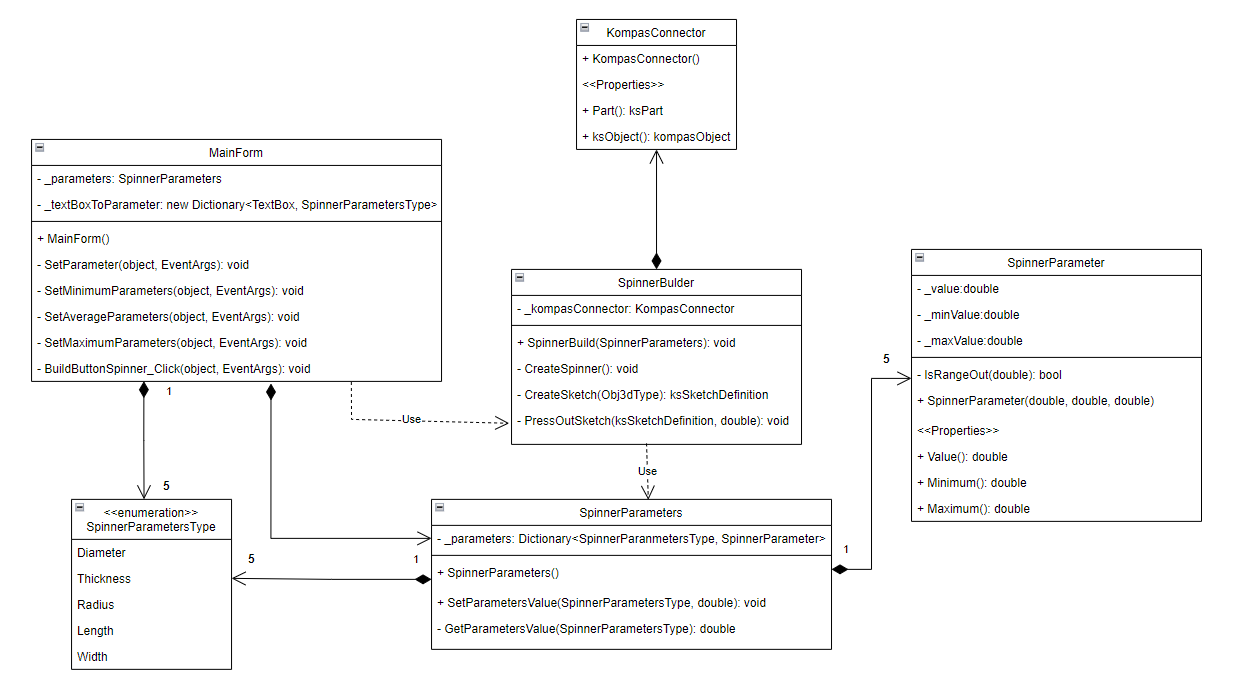 KompasConnector
+ KompasConnector()
<<Properties>>
+ Part(): ksPart
+ ksObject(): kompasObject
MainForm
- _parameters: SpinnerParameters
- _textBoxToParameter: new Dictionary<TextBox, SpinnerParametersType>
+ MainForm()
- SetParameter(object, EventArgs): void
- SetMinimumParameters(object, EventArgs): void
- SetAverageParameters(object, EventArgs): void
- SetMaximumParameters(object, EventArgs): void
- BuildButtonSpinner_Click(object, EventArgs): void
SpinnerBulder
- _kompasConnector: KompasConnector
+ SpinnerBuild(SpinnerParameters): void
- CreateSpinner(): void
- CreateSketch(Obj3dType): ksSketchDefinition
- PressOutSketch(ksSketchDefinition, double): void
SpinnerParameter
- _value:double
- _minValue:double
- _maxValue:double
- IsRangeOut(double): bool
+ SpinnerParameter(double, double, double)
<<Properties>>
+ Value(): double
+ Minimum(): double
+ Maximum(): double
5
1
Use
Use
5
<<enumeration>>
SpinnerParametersType
Diameter
Thickness
Radius
Length
Width
5
1
SpinnerParameters
- _parameters: Dictionary<SpinnerParanmetersType, SpinnerParameter>
+ SpinnerParameters()
+ SetParametersValue(SpinnerParametersType, double): void
- GetParametersValue(SpinnerParametersType): double
1